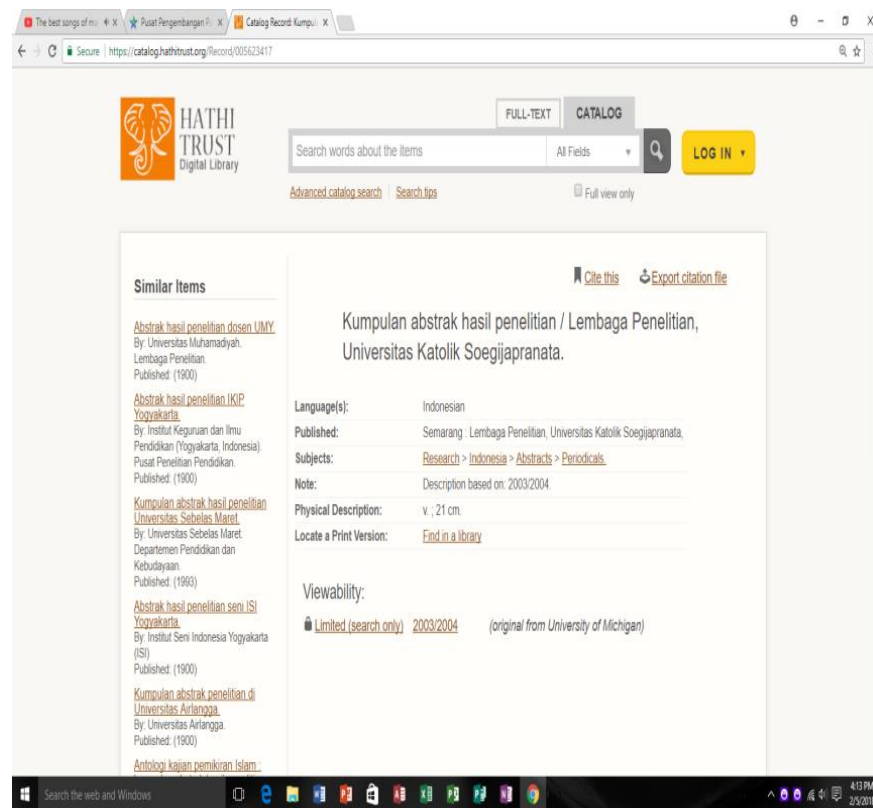 The best songs of ma
Pusat Pengembangan P
Catalog Record: Kumpul
Secure
https://catalog.hathitrust.org/Record/005623417
HATHI
TRUST
Digital Library
FULL-TEXT
CATALOG
Search words about the items
All Fields
LOG IN
Advanced catalog search
Search tips
Full view only
Similar Items
Abstrak hasil penelitian dosen UMY.
By: Universitas Muhamadiyah.
Lembaga Penelitian.
Published: (1900)
Abstrak hasil penelitian IKIP
Yogyakarta.
By: Institut Keguruan dan Ilmu
Pendidikan (Yogyakarta, Indonesia).
Pusat Penelitian Pendidikan.
Published: (1900)
Kumpulan abstrak hasil penelitian
Universitas Sebelas Maret.
By: Universitas Sebelas Maret.
Departemen Pendidikan dan
Kebudayaan.
Published: (1993)
Abstrak hasil penelitian seni ISI
Yogyakarta.
By: Institut Seni Indonesia Yogyakarta
(ISI)
Published: (1900)
Kumpulan abstrak penelitian di
Universitas Airlangga.
By: Universitas Airlangga.
Published: (1900)
Antologi kajian pemikiran Islam :
Cite this
Export citation file
Kumpulan abstrak hasil penelitian / Lembaga Penelitian,
Universitas Katolik Soegijapranata.
Language(s): Indonesian
Published: Semarang : Lembaga Penelitian, Universitas Katolik Soegijapranata,
Subjects: Research > Indonesia > Abstracts > Periodicals.
Note: Description based on: 2003/2004.
Physical Description: v. ; 21 cm.
Locate a Print Version: Find in a library
Viewability:
Limited (search only) 2003/2004 (original from University of Michigan)
Search the web and Windows
4:13 PM